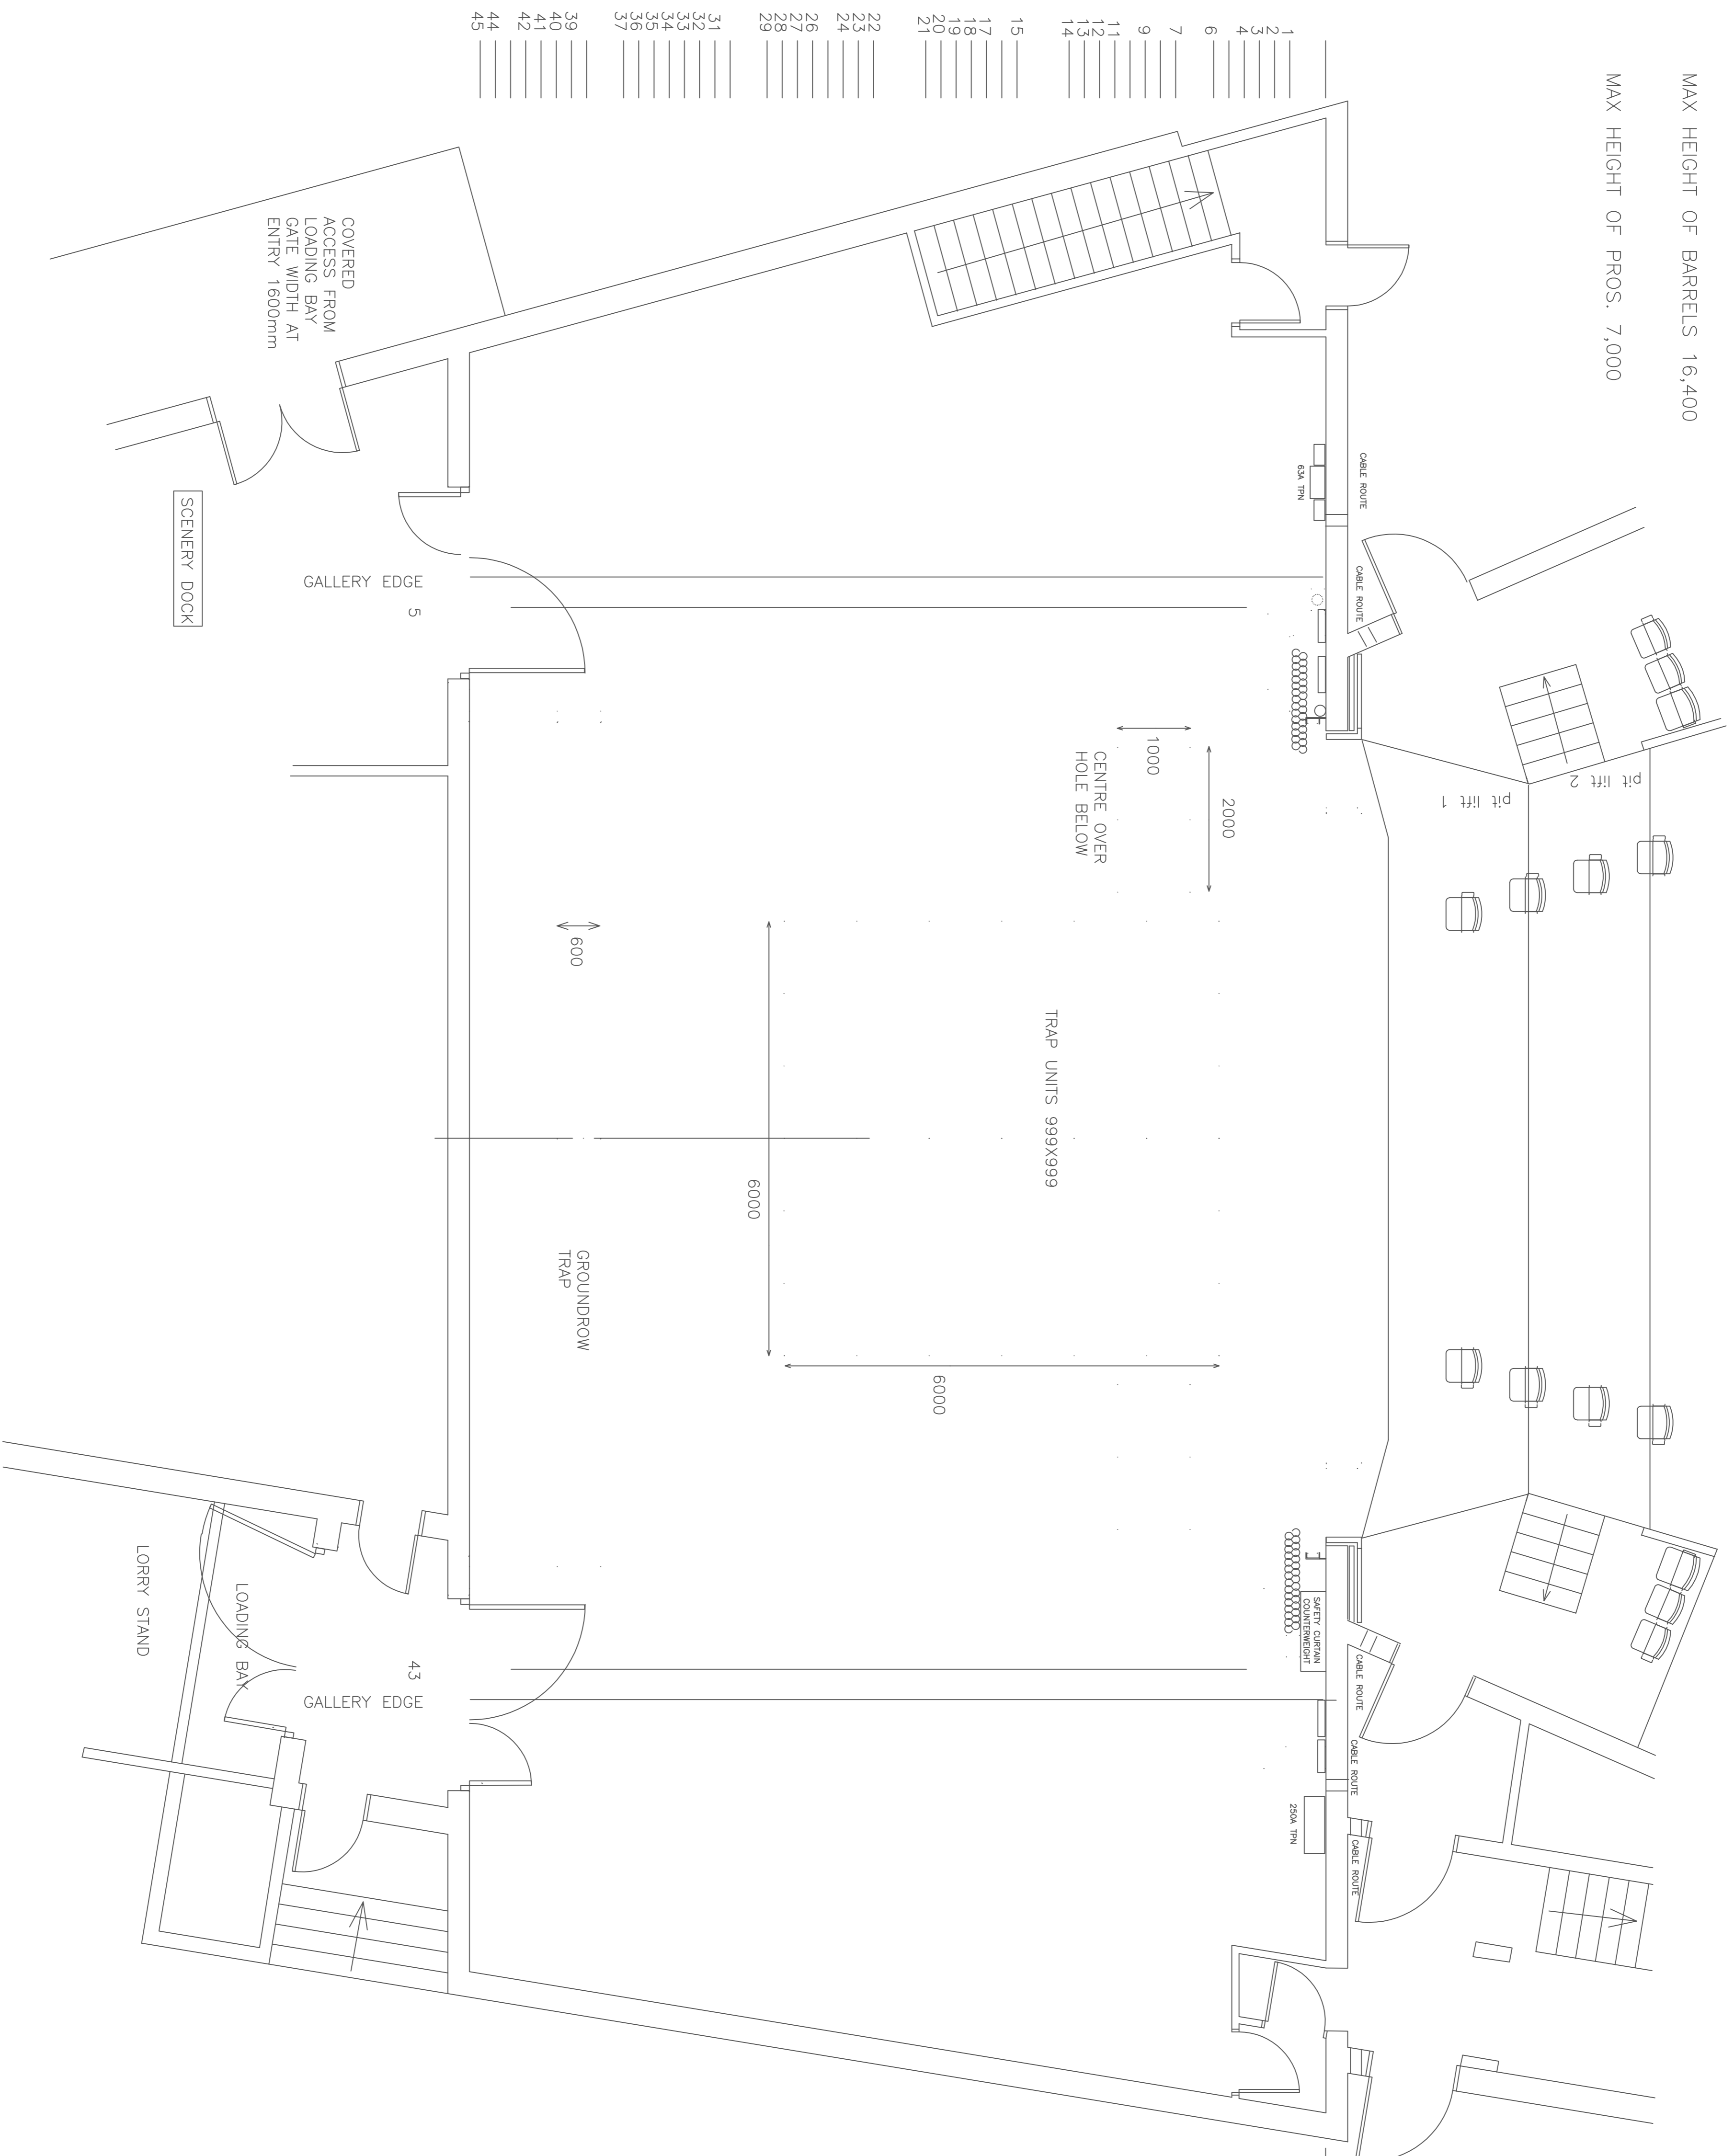 MAX HEIGHT OF BARRELS 16,400
MAX HEIGHT OF PROS. 7,000
1
2
3
4
6
7
9
11
12
13
14
15
17
18
19
20
21
22
23
24
26
27
28
29
31
32
33
34
35
36
37
39
40
41
42
44
45
pit lift 2
pit lift 1
CABLE ROUTE
CABLE ROUTE
63A TPN
CABLE ROUTE
CABLE ROUTE
CABLE ROUTE
SAFETY CURTAIN
COUNTERWEIGHT
250A TPN
2000
1000
CENTRE OVER
HOLE BELOW
TRAP UNITS 999X999
6000
6000
600
GROUNDROW
TRAP
5
GALLERY EDGE
43
GALLERY EDGE
COVERED
ACCESS FROM
LOADING BAY
GATE WIDTH AT
ENTRY 1600mm
SCENERY DOCK
LOADING BAY
LORRY STAND